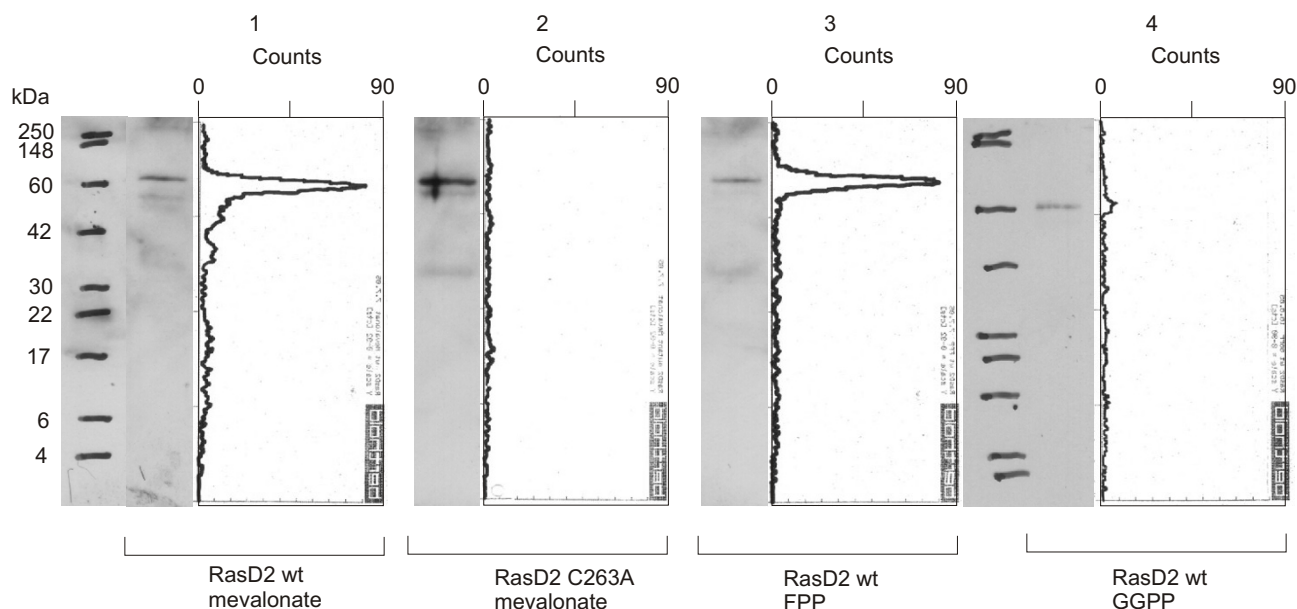 1
2
3
4
Counts
Counts
Counts
Counts
0 90
0 90
0 90
0 90
kDa
250
148
60
42
30
22
17
6
4
RasD2 wt
mevalonate
RasD2 C263A
mevalonate
RasD2 wt
FPP
RasD2 wt
GGPP